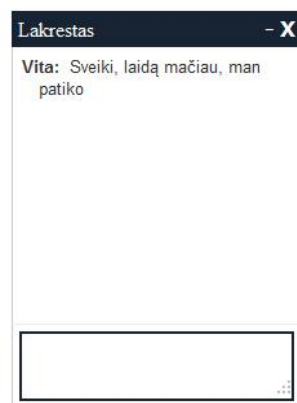 Lakrestas - X
Vita: Sveiki, laidą mačiau, man
patiko